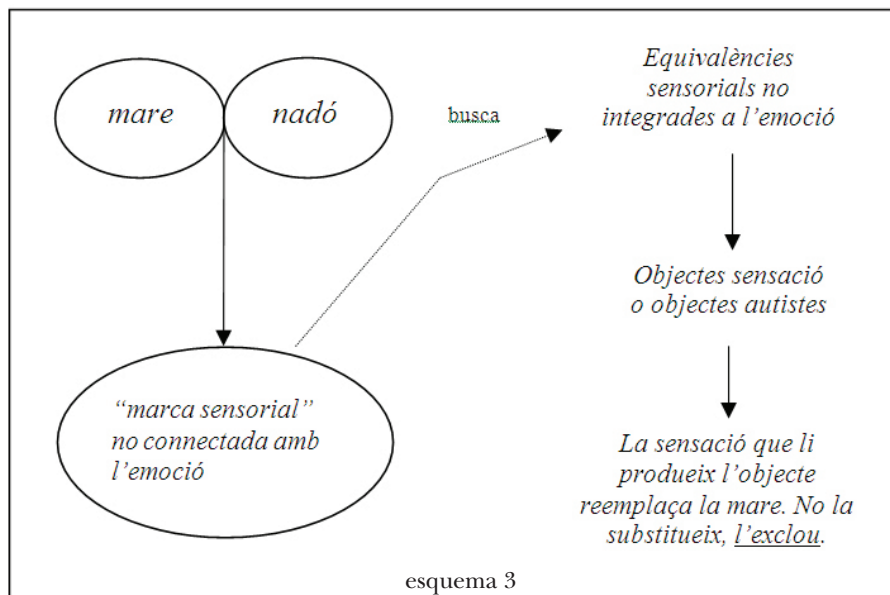 mare
nadó
busca
Equivalències
sensorials no
integrades a l’emoció
Objectes sensació
o objectes autistes
“marca sensorial”
no connectada amb
l’emoció
La sensació que li
produeix l’objecte
reemplaça la mare. No la
substitueix, l’exclou.
esquema 3